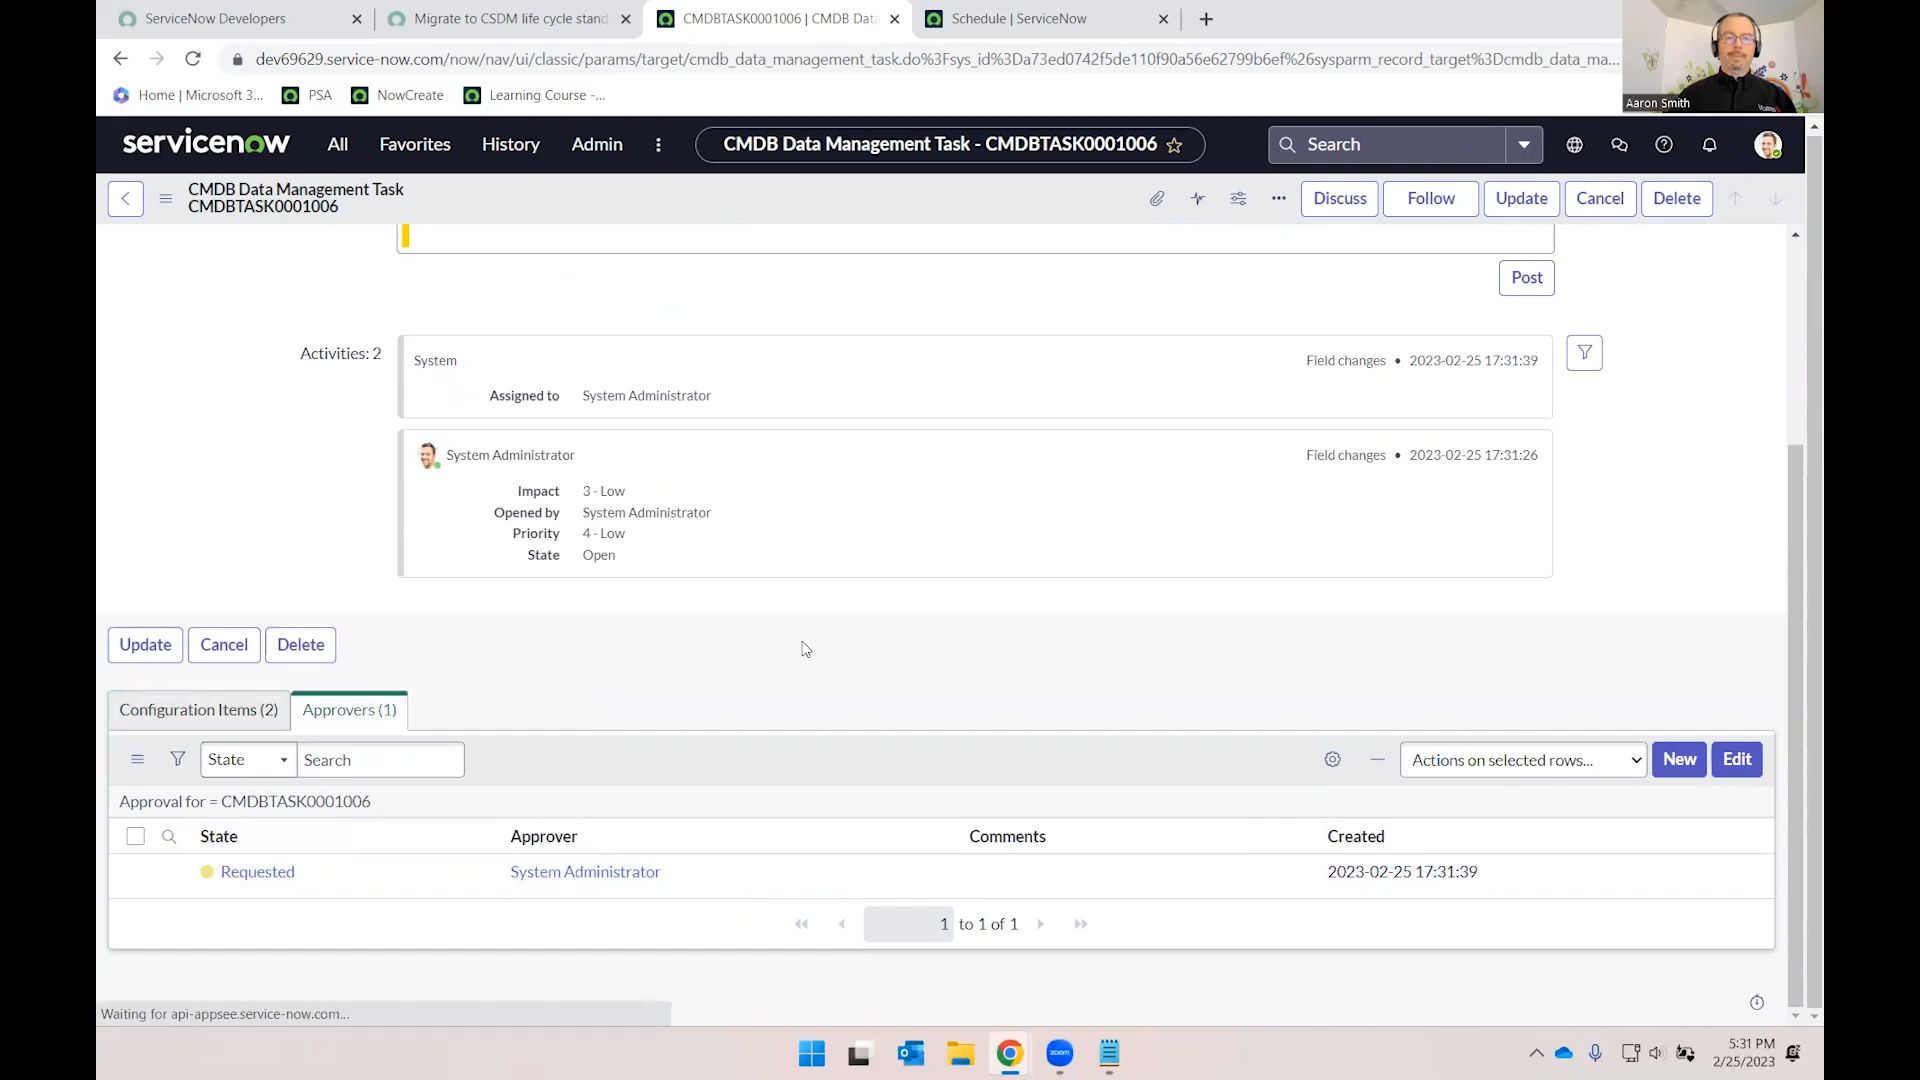 ServiceNow Developers
Migrate to CSDM life cycle stand
CMDBTASK0001006 | CMDB Data
Schedule | ServiceNow
dev69629.service-now.com/now/nav/ui/classic/params/target/cmdb_data_management_task.do%3Fsys_id%3Da73ed0742f5de110f90a56e62799b6ef%26sysparm_record_target%3Dcmdb_data_ma...
Home | Microsoft 3...
PSA
NowCreate
Learning Course -...
Aaron Smith
servicenow
All
Favorites
History
Admin
CMDB Data Management Task - CMDBTASK0001006
Search
CMDB Data Management Task
CMDBTASK0001006
Discuss
Follow
Update
Cancel
Delete
Post
Activities: 2
System
Field changes • 2023-02-25 17:31:39
Assigned to System Administrator
System Administrator
Field changes • 2023-02-25 17:31:26
Impact 3 - Low
Opened by System Administrator
Priority 4 - Low
State Open
Update
Cancel
Delete
Configuration Items (2)
Approvers (1)
State
Search
Actions on selected rows...
New
Edit
Approval for = CMDBTASK0001006
State Approver Comments Created
Requested System Administrator 2023-02-25 17:31:39
1 to 1 of 1
Waiting for api-appsee.service-now.com...
zoom
5:31 PM
2/25/2023